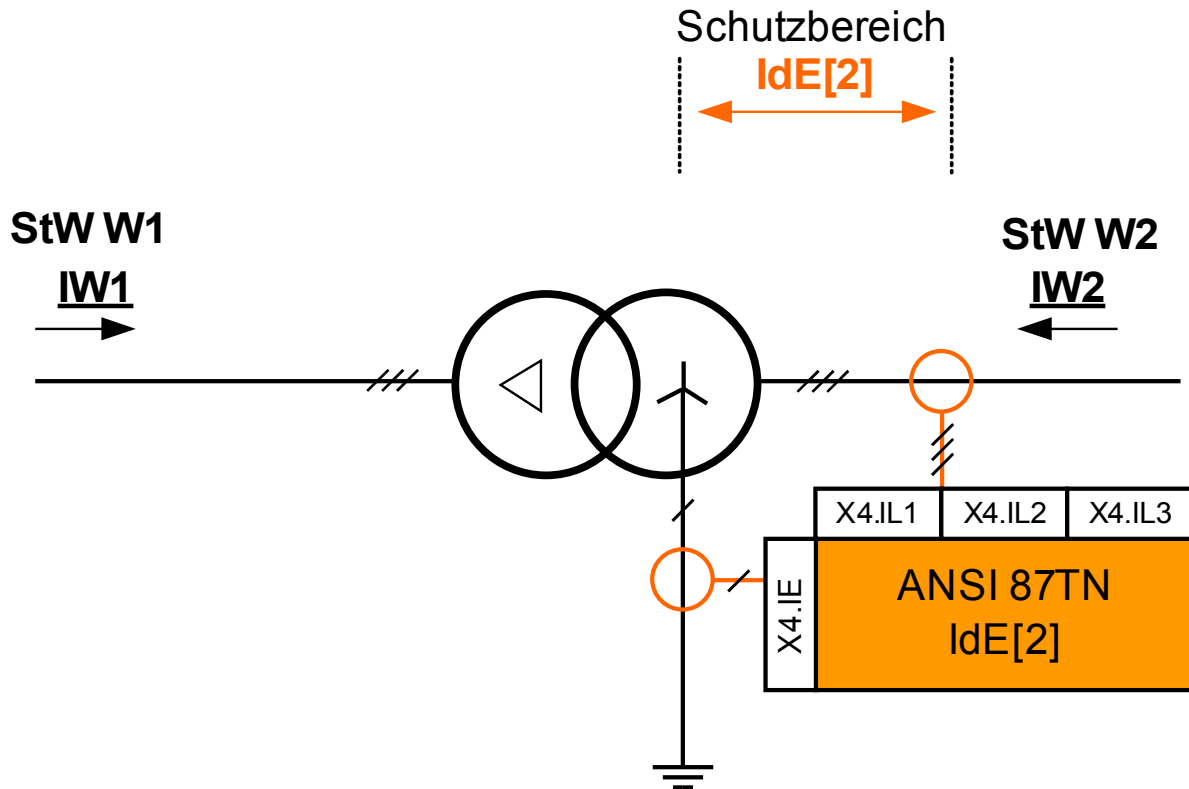 Schutzbereich
IdE[2]
StW W1
IW1
StW W2
IW2
X4.IL1
X4.IL2
X4.IL3
X4.IE
ANSI 87TN
IdE[2]